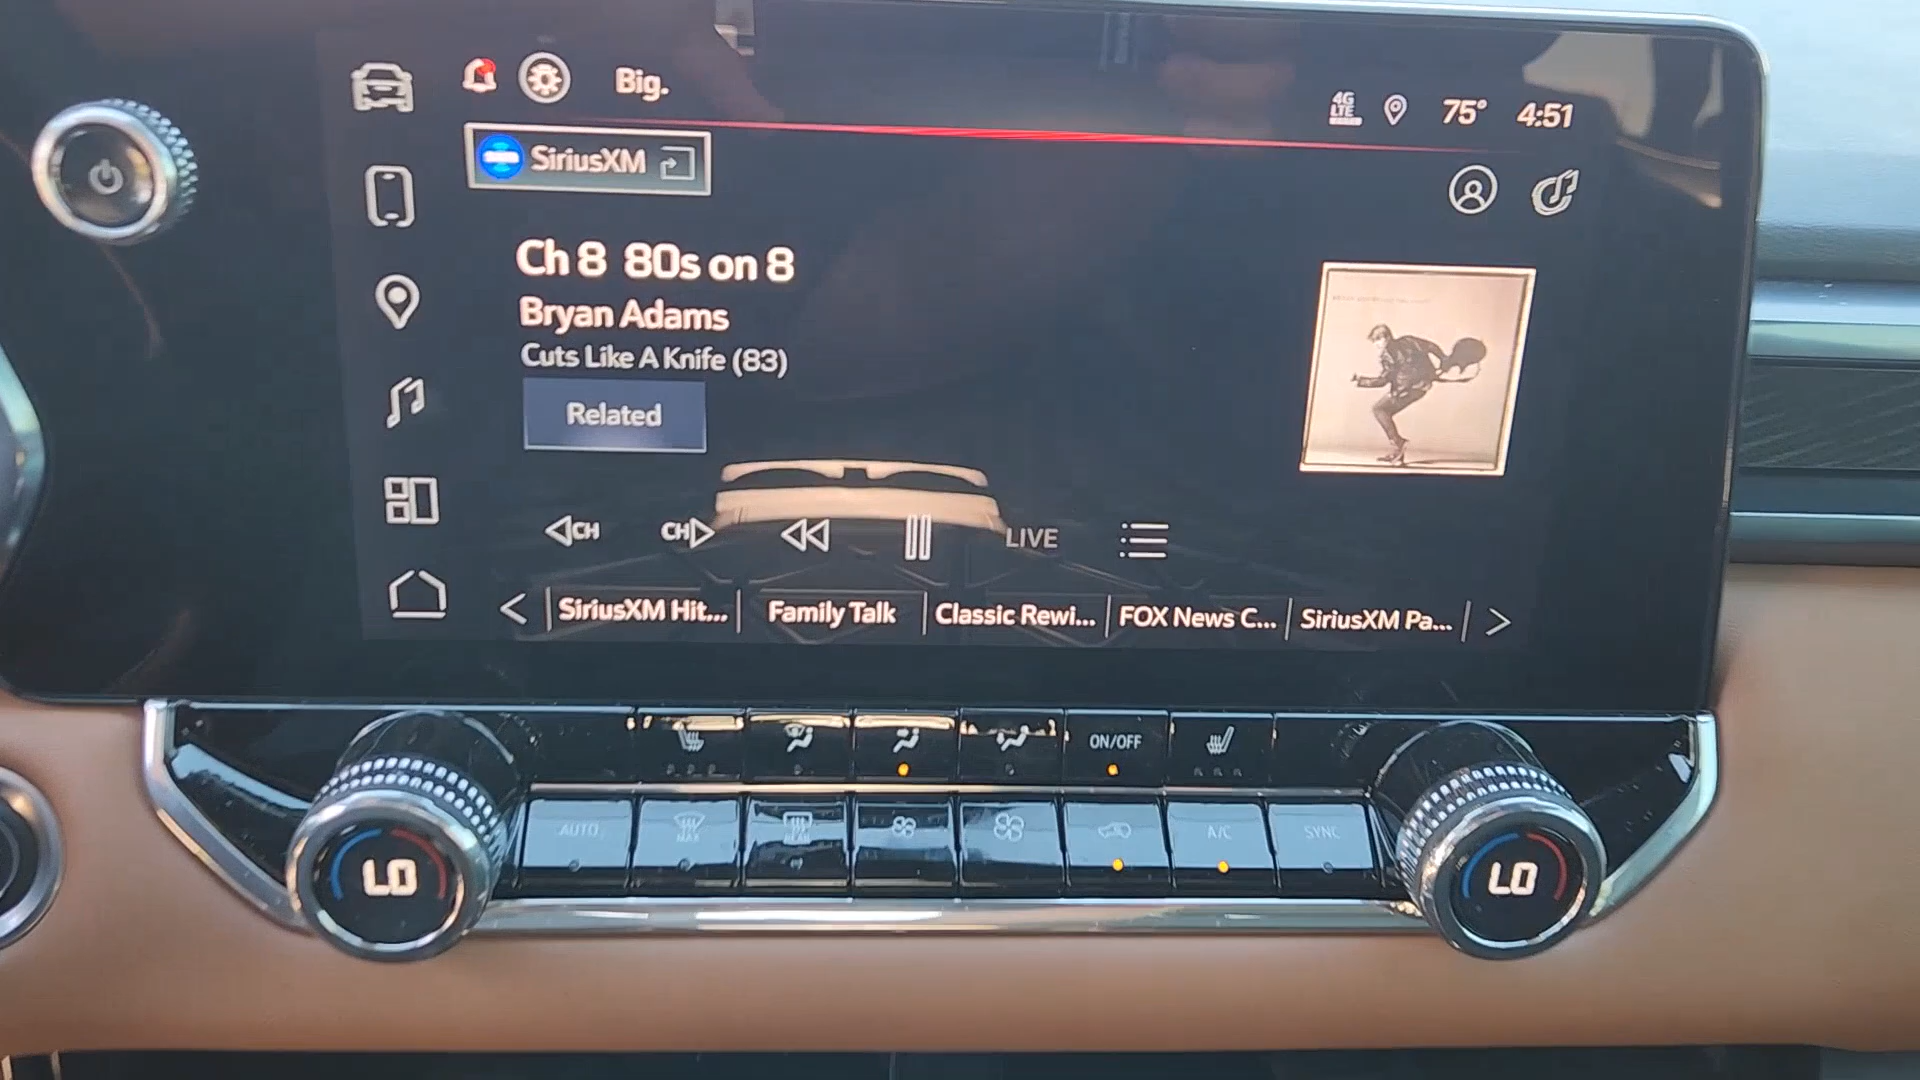 Big.
4G
LTE
75° 4:51
SiriusXM
Ch 8 80s on 8
Bryan Adams
Cuts Like A Knife (83)
Related
CH CH LIVE
SiriusXM Hit... Family Talk Classic Rewi... FOX News C... SiriusXM Pa...
ON/OFF
AUTO MAX REAR A/C SYNC
LO LO